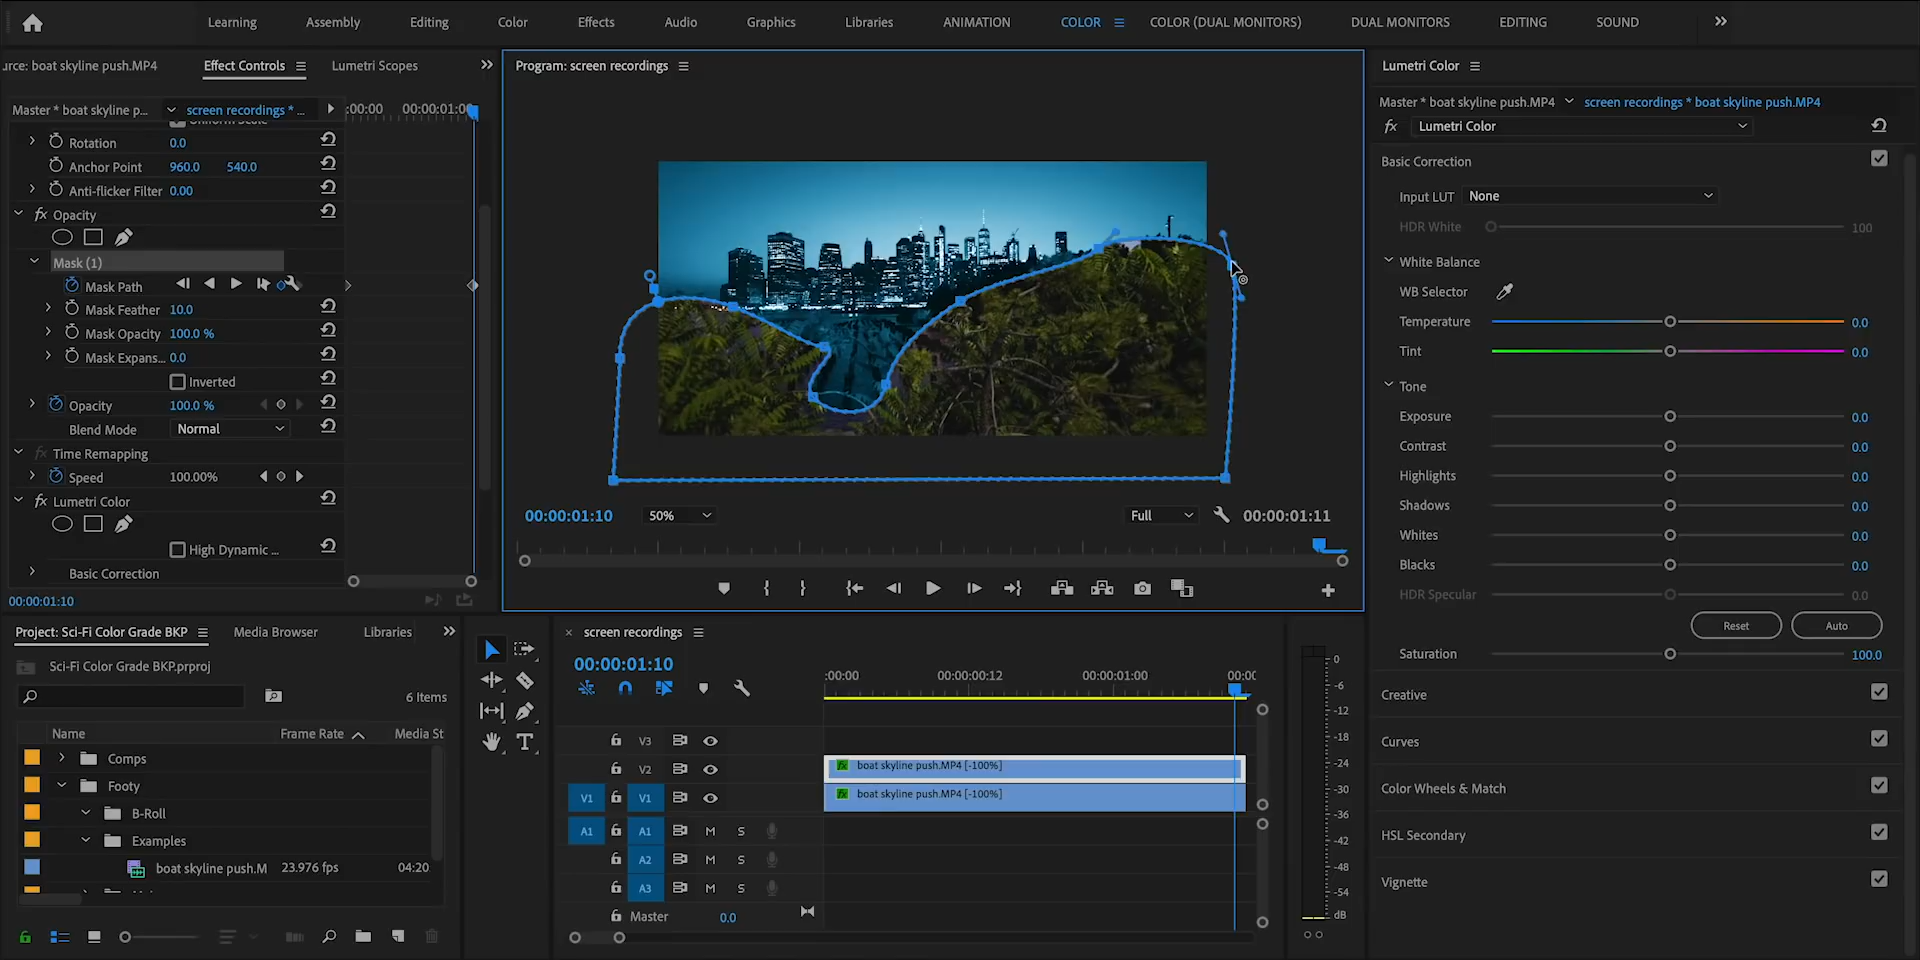 Learning Assembly Editing Color Effects Audio Graphics Libraries ANIMATION COLOR COLOR (DUAL MONITORS) DUAL MONITORS EDITING SOUND
urce: boat skyline push.MP4 Effect Controls Lumetri Scopes
Master * boat skyline p... screen recordings * ... :00:00 00:00:01:00
Uniform Scale
Rotation 0.0
Anchor Point 960.0 540.0
Anti-flicker Filter 0.00
fx Opacity
Mask (1)
Mask Path
Mask Feather 10.0
Mask Opacity 100.0 %
Mask Expans... 0.0
Inverted
Opacity 100.0 %
Blend Mode Normal
fx Time Remapping
Speed 100.00%
fx Lumetri Color
High Dynamic ...
Basic Correction
00:00:01:10
Program: screen recordings
00:00:01:10 50% Full 00:00:01:11
Lumetri Color
Master * boat skyline push.MP4 screen recordings * boat skyline push.MP4
fx Lumetri Color
Basic Correction
Input LUT None
HDR White 100
White Balance
WB Selector
Temperature 0.0
Tint 0.0
Tone
Exposure 0.0
Contrast 0.0
Highlights 0.0
Shadows 0.0
Whites 0.0
Blacks 0.0
HDR Specular 0.0
Reset Auto
Saturation 100.0
Creative
Curves
Color Wheels & Match
HSL Secondary
Vignette
Project: Sci-Fi Color Grade BKP Media Browser Libraries
Sci-Fi Color Grade BKP.prproj
6 Items
Name Frame Rate Media St
Comps
Footy
B-Roll
Examples
boat skyline push.M 23.976 fps 04:20
screen recordings
00:00:01:10
:00:00 00:00:00:12 00:00:01:00 00:00
V3
V2 fx boat skyline push.MP4 [-100%]
V1 V1 fx boat skyline push.MP4 [-100%]
A1 A1 M S
A2 M S
A3 M S
Master 0.0
0
-6
-12
-18
-24
-30
-36
-42
-48
-54
dB